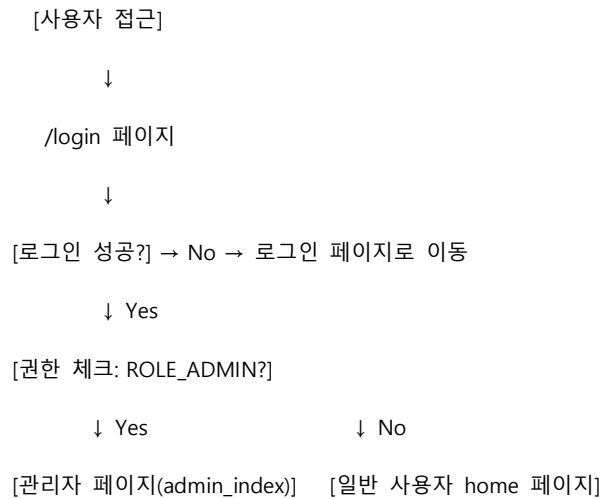 [사용자 접근]
↓
/login 페이지
↓
[로그인 성공?] → No → 로그인 페이지로 이동
↓ Yes
[권한 체크: ROLE_ADMIN?]
↓ Yes ↓ No
[관리자 페이지(admin_index)] [일반 사용자 home 페이지]